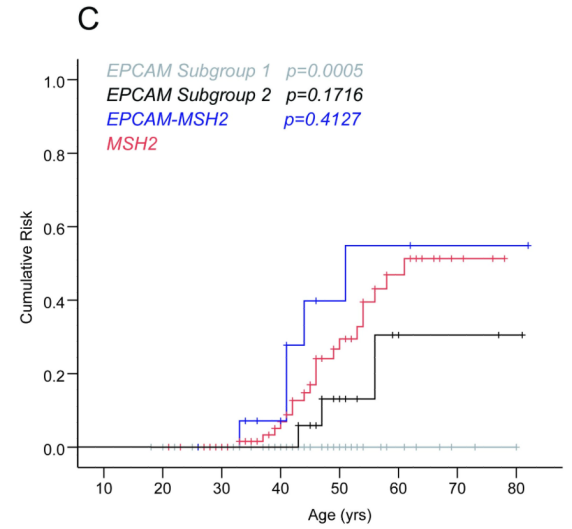 C
EPCAM Subgroup 1 p=0.0005
EPCAM Subgroup 2 p=0.1716
EPCAM-MSH2 p=0.4127
MSH2
1.0
0.8
0.6
0.4
0.2
0.0
Cumulative Risk
10 20 30 40 50 60 70 80
Age (yrs)